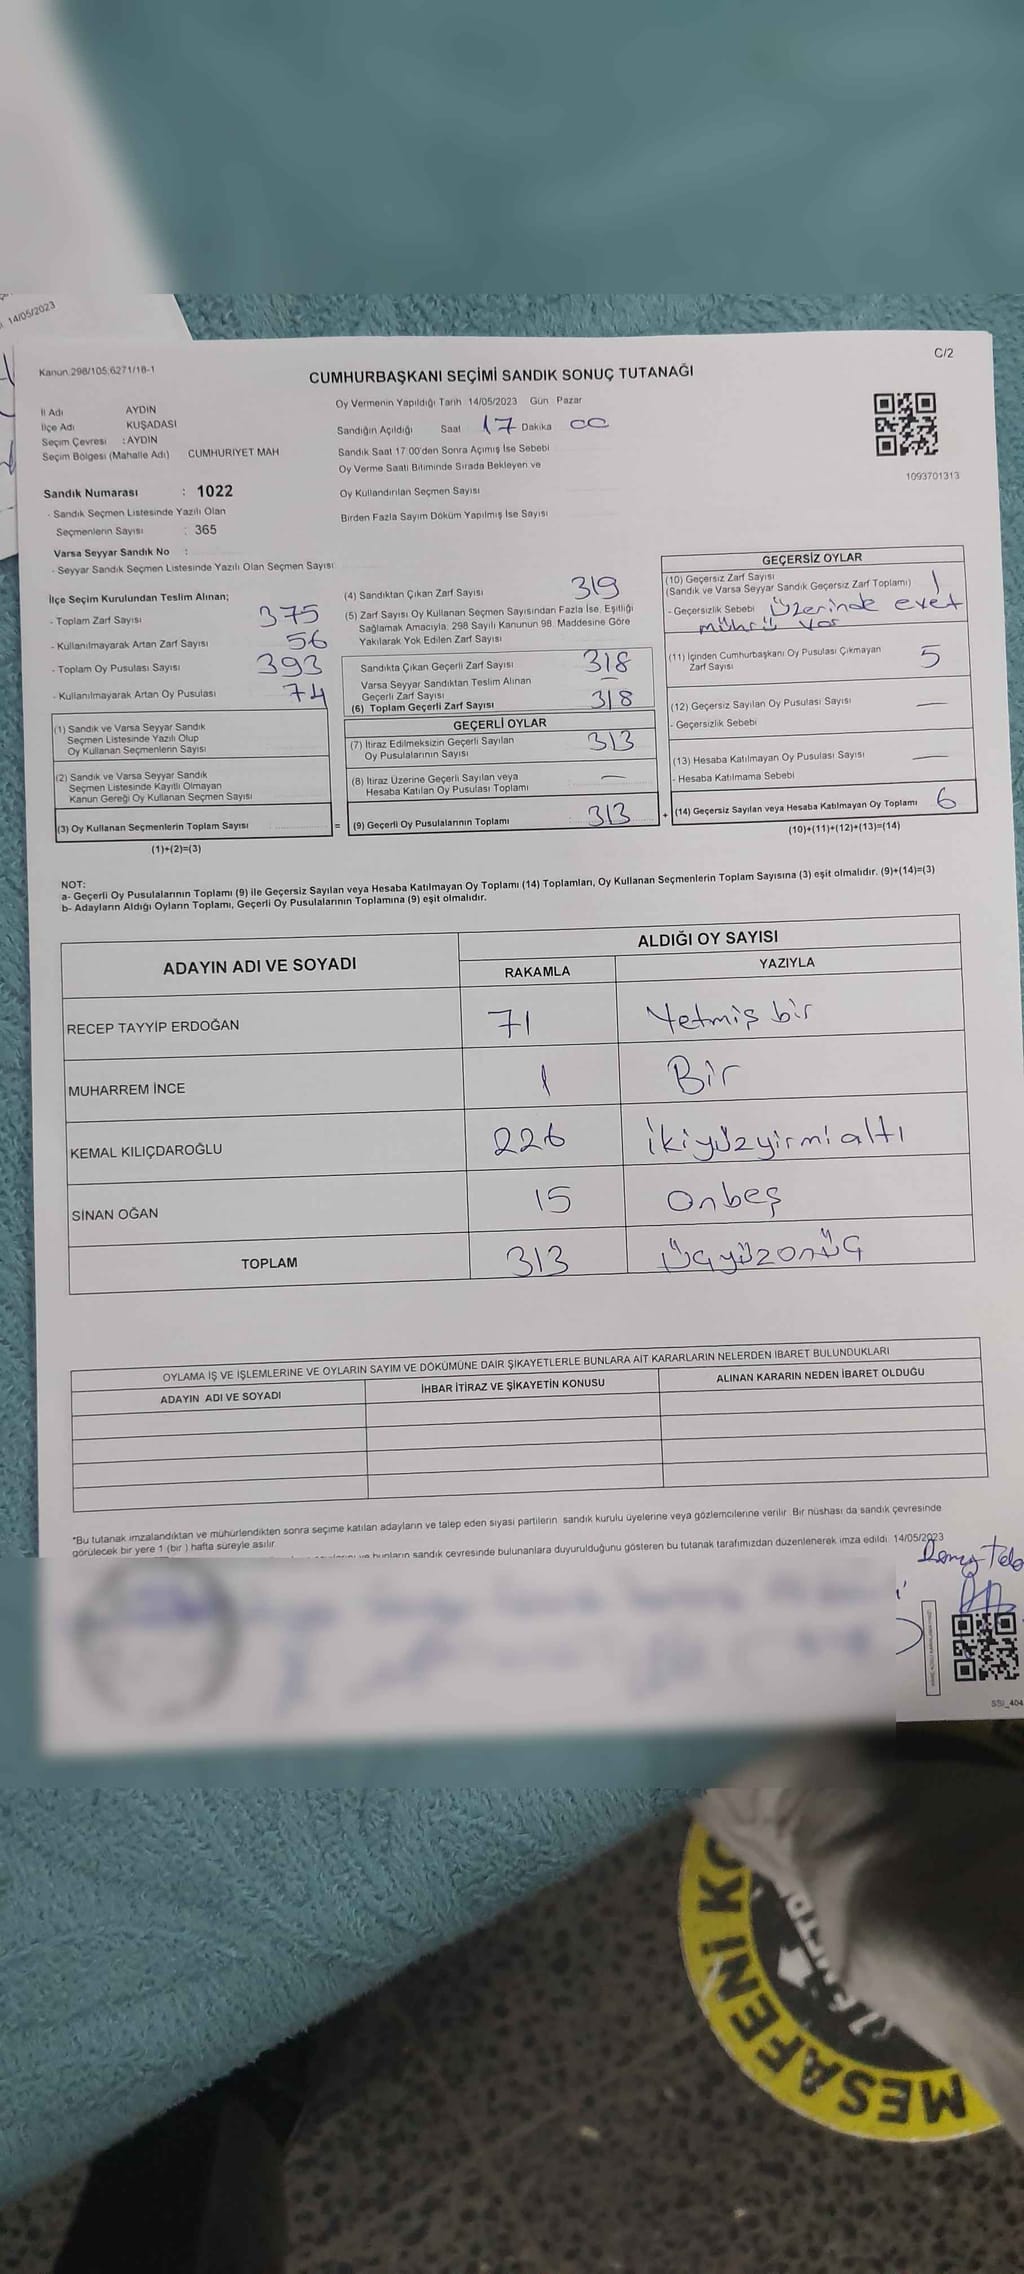 14/05/2023
C/2
Kanun.298/105;6271/18-1
CUMHURBAŞKANI SEÇİMİ SANDIK SONUÇ TUTANAĞI
İl Adı AYDIN
İlçe Adı KUŞADASI
Seçim Çevresi : AYDIN
Seçim Bölgesi (Mahalle Adı) CUMHURİYET MAH
Sandık Numarası : 1022
- Sandık Seçmen Listesinde Yazılı Olan
Seçmenlerin Sayısı : 365
Varsa Seyyar Sandık No :
- Seyyar Sandık Seçmen Listesinde Yazılı Olan Seçmen Sayısı
Oy Vermenin Yapıldığı Tarih 14/05/2023 Gün Pazar
Sandığın Açıldığı Saat 17 Dakika 00
Sandık Saat 17 00'den Sonra Açımış İse Sebebi
Oy Verme Saati Bitiminde Sırada Bekleyen ve
Oy Kullandırılan Seçmen Sayısı
Birden Fazla Sayım Döküm Yapılmış İse Sayısı
1093701313
İlçe Seçim Kurulundan Teslim Alınan;
- Toplam Zarf Sayısı 375
- Kullanılmayarak Artan Zarf Sayısı 56
- Toplam Oy Pusulası Sayısı 393
- Kullanılmayarak Artan Oy Pusulası 74
(1) Sandık ve Varsa Seyyar Sandık
Seçmen Listesinde Yazılı Olup
Oy Kullanan Seçmenlerin Sayısı
(2) Sandık ve Varsa Seyyar Sandık
Seçmen Listesinde Kayıtlı Olmayan
Kanun Gereği Oy Kullanan Seçmen Sayısı
(3) Oy Kullanan Seçmenlerin Toplam Sayısı
(1)+(2)=(3)
(4) Sandıktan Çıkan Zarf Sayısı 319
(5) Zarf Sayısı Oy Kullanan Seçmen Sayısından Fazla İse, Eşitliği
Sağlamak Amacıyla, 298 Sayılı Kanunun 98. Maddesine Göre
Yakılarak Yok Edilen Zarf Sayısı
Sandıkta Çıkan Geçerli Zarf Sayısı 318
Varsa Seyyar Sandıktan Teslim Alınan
Geçerli Zarf Sayısı —
(6) Toplam Geçerli Zarf Sayısı 318
GEÇERLİ OYLAR
(7) İtiraz Edilmeksizin Geçerli Sayılan
Oy Pusulalarının Sayısı 313
(8) İtiraz Üzerine Geçerli Sayılan veya
Hesaba Katılan Oy Pusulası Toplamı —
= (9) Geçerli Oy Pusulalarının Toplamı 313 +
GEÇERSİZ OYLAR
(10) Geçersiz Zarf Sayısı
(Sandık ve Varsa Seyyar Sandık Geçersiz Zarf Toplamı) 1
- Geçersizlik Sebebi Üzerinde evet
mührü var
(11) İçinden Cumhurbaşkanı Oy Pusulası Çıkmayan
Zarf Sayısı 5
(12) Geçersiz Sayılan Oy Pusulası Sayısı —
- Geçersizlik Sebebi
(13) Hesaba Katılmayan Oy Pusulası Sayısı —
- Hesaba Katılmama Sebebi
(14) Geçersiz Sayılan veya Hesaba Katılmayan Oy Toplamı 6
(10)+(11)+(12)+(13)=(14)
NOT:
a- Geçerli Oy Pusulalarının Toplamı (9) ile Geçersiz Sayılan veya Hesaba Katılmayan Oy Toplamı (14) Toplamları, Oy Kullanan Seçmenlerin Toplam Sayısına (3) eşit olmalıdır. (9)+(14)=(3)
b- Adayların Aldığı Oyların Toplamı, Geçerli Oy Pusulalarının Toplamına (9) eşit olmalıdır.
ADAYIN ADI VE SOYADI ALDIĞI OY SAYISI
RAKAMLA YAZIYLA
RECEP TAYYİP ERDOĞAN 71 Yetmiş bir
MUHARREM İNCE 1 Bir
KEMAL KILIÇDAROĞLU 226 İkiyüzyirmialtı
SİNAN OĞAN 15 Onbeş
TOPLAM 313 Üçyüzonüç
OYLAMA İŞ VE İŞLEMLERİNE VE OYLARIN SAYIM VE DÖKÜMÜNE DAİR ŞİKAYETLERLE BUNLARA AİT KARARLARIN NELERDEN İBARET BULUNDUKLARI
ADAYIN ADI VE SOYADI İHBAR İTİRAZ VE ŞİKAYETİN KONUSU ALINAN KARARIN NEDEN İBARET OLDUĞU
*Bu tutanak imzalandıktan ve mühürlendikten sonra seçime katılan adayların ve talep eden siyasi partilerin sandık kurulu üyelerine veya gözlemcilerine verilir Bir nüshası da sandık çevresinde
görülecek bir yere 1 (bir ) hafta süreyle asılır.
ve bunların sandık çevresinde bulunanlara duyurulduğunu gösteren bu tutanak tarafımızdan düzenlenerek imza edildi. 14/05/2023
SSI_404
MESAFENİ KO